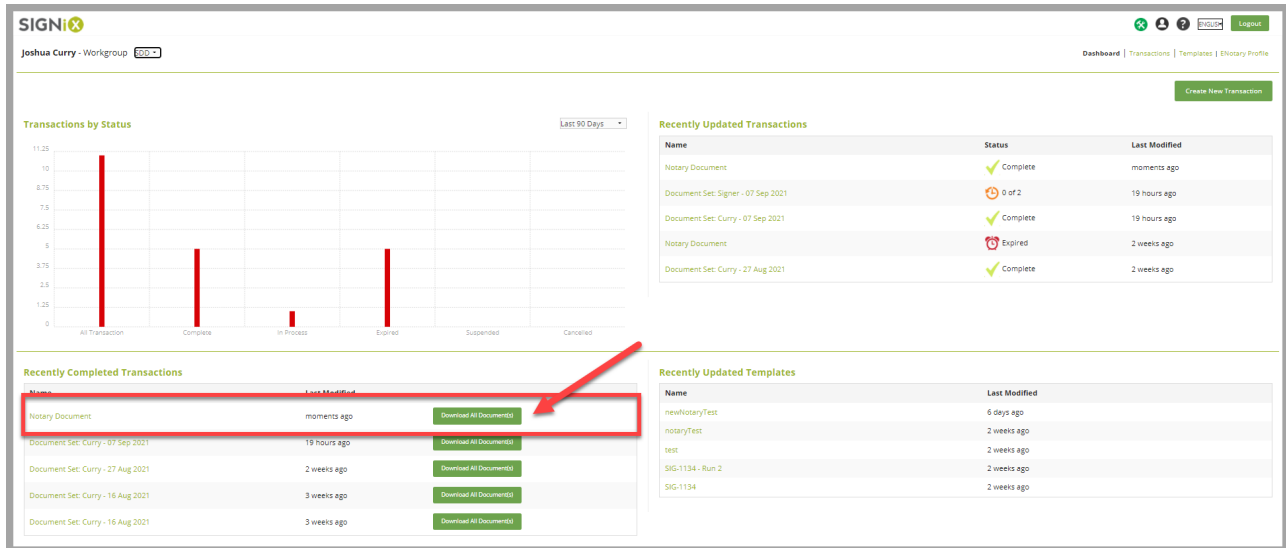 SIGNiX
ENGLISH
Logout
Joshua Curry - Workgroup SDD
Dashboard | Transactions | Templates | ENotary Profile
Create New Transaction
Transactions by Status
Last 90 Days
11.25
10
8.75
7.5
6.25
5
3.75
2.5
1.25
0
All Transaction Complete In Process Expired Suspended Cancelled
Recently Updated Transactions
Name Status Last Modified
Notary Document Complete moments ago
Document Set: Signer - 07 Sep 2021 0 of 2 19 hours ago
Document Set: Curry - 07 Sep 2021 Complete 19 hours ago
Notary Document Expired 2 weeks ago
Document Set: Curry - 27 Aug 2021 Complete 2 weeks ago
Recently Completed Transactions
Name Last Modified
Notary Document moments ago Download All Document(s)
Document Set: Curry - 07 Sep 2021 19 hours ago Download All Document(s)
Document Set: Curry - 27 Aug 2021 2 weeks ago Download All Document(s)
Document Set: Curry - 16 Aug 2021 3 weeks ago Download All Document(s)
Document Set: Curry - 16 Aug 2021 3 weeks ago Download All Document(s)
Recently Updated Templates
Name Last Modified
newNotaryTest 6 days ago
notaryTest 2 weeks ago
test 2 weeks ago
SIG-1134 - Run 2 2 weeks ago
SIG-1134 2 weeks ago